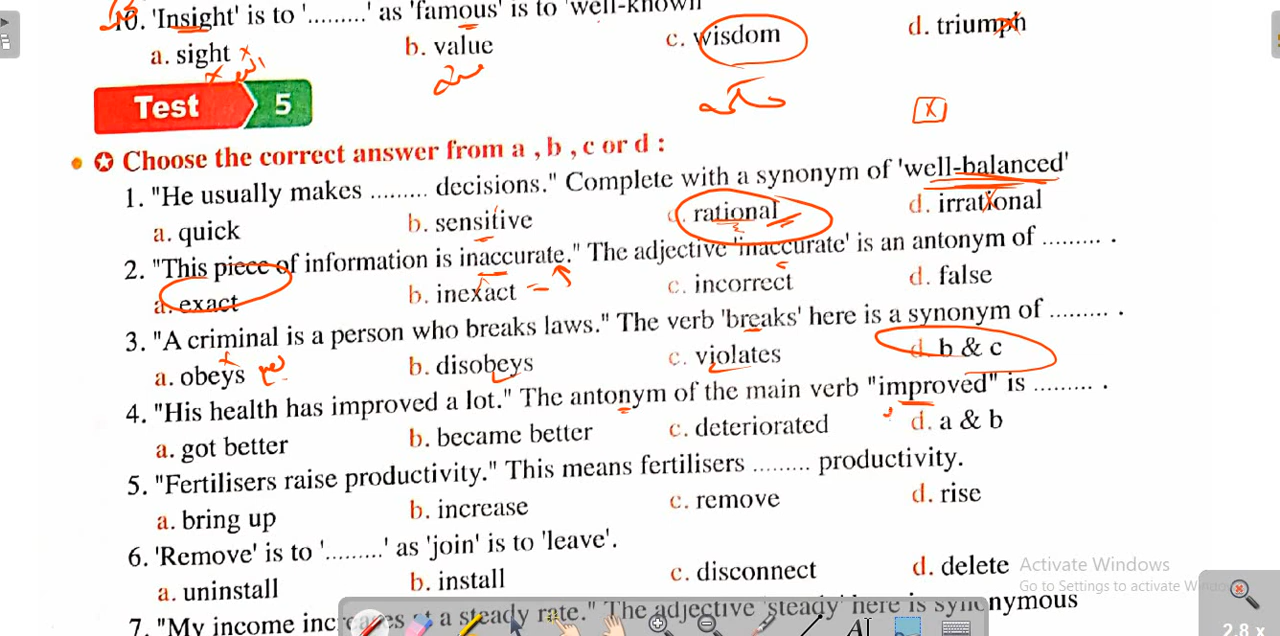 10. 'Insight' is to '.........' as 'famous' is to 'well-known
a. sight b. value c. wisdom d. triumph
Test 5
Choose the correct answer from a , b , c or d :
1. "He usually makes ......... decisions." Complete with a synonym of 'well-balanced'
a. quick b. sensitive c. rational d. irrational
2. "This piece of information is inaccurate." The adjective 'inaccurate' is an antonym of ......... .
a. exact b. inexact c. incorrect d. false
3. "A criminal is a person who breaks laws." The verb 'breaks' here is a synonym of ......... .
a. obeys b. disobeys c. violates d. b & c
4. "His health has improved a lot." The antonym of the main verb "improved" is ......... .
a. got better b. became better c. deteriorated d. a & b
5. "Fertilisers raise productivity." This means fertilisers ......... productivity.
a. bring up b. increase c. remove d. rise
6. 'Remove' is to '.........' as 'join' is to 'leave'.
a. uninstall b. install c. disconnect d. delete
Activate Windows
Go to Settings to activate
7. "My income increases at a steady rate." The adjective 'steady' here is synonymous
2.8 x